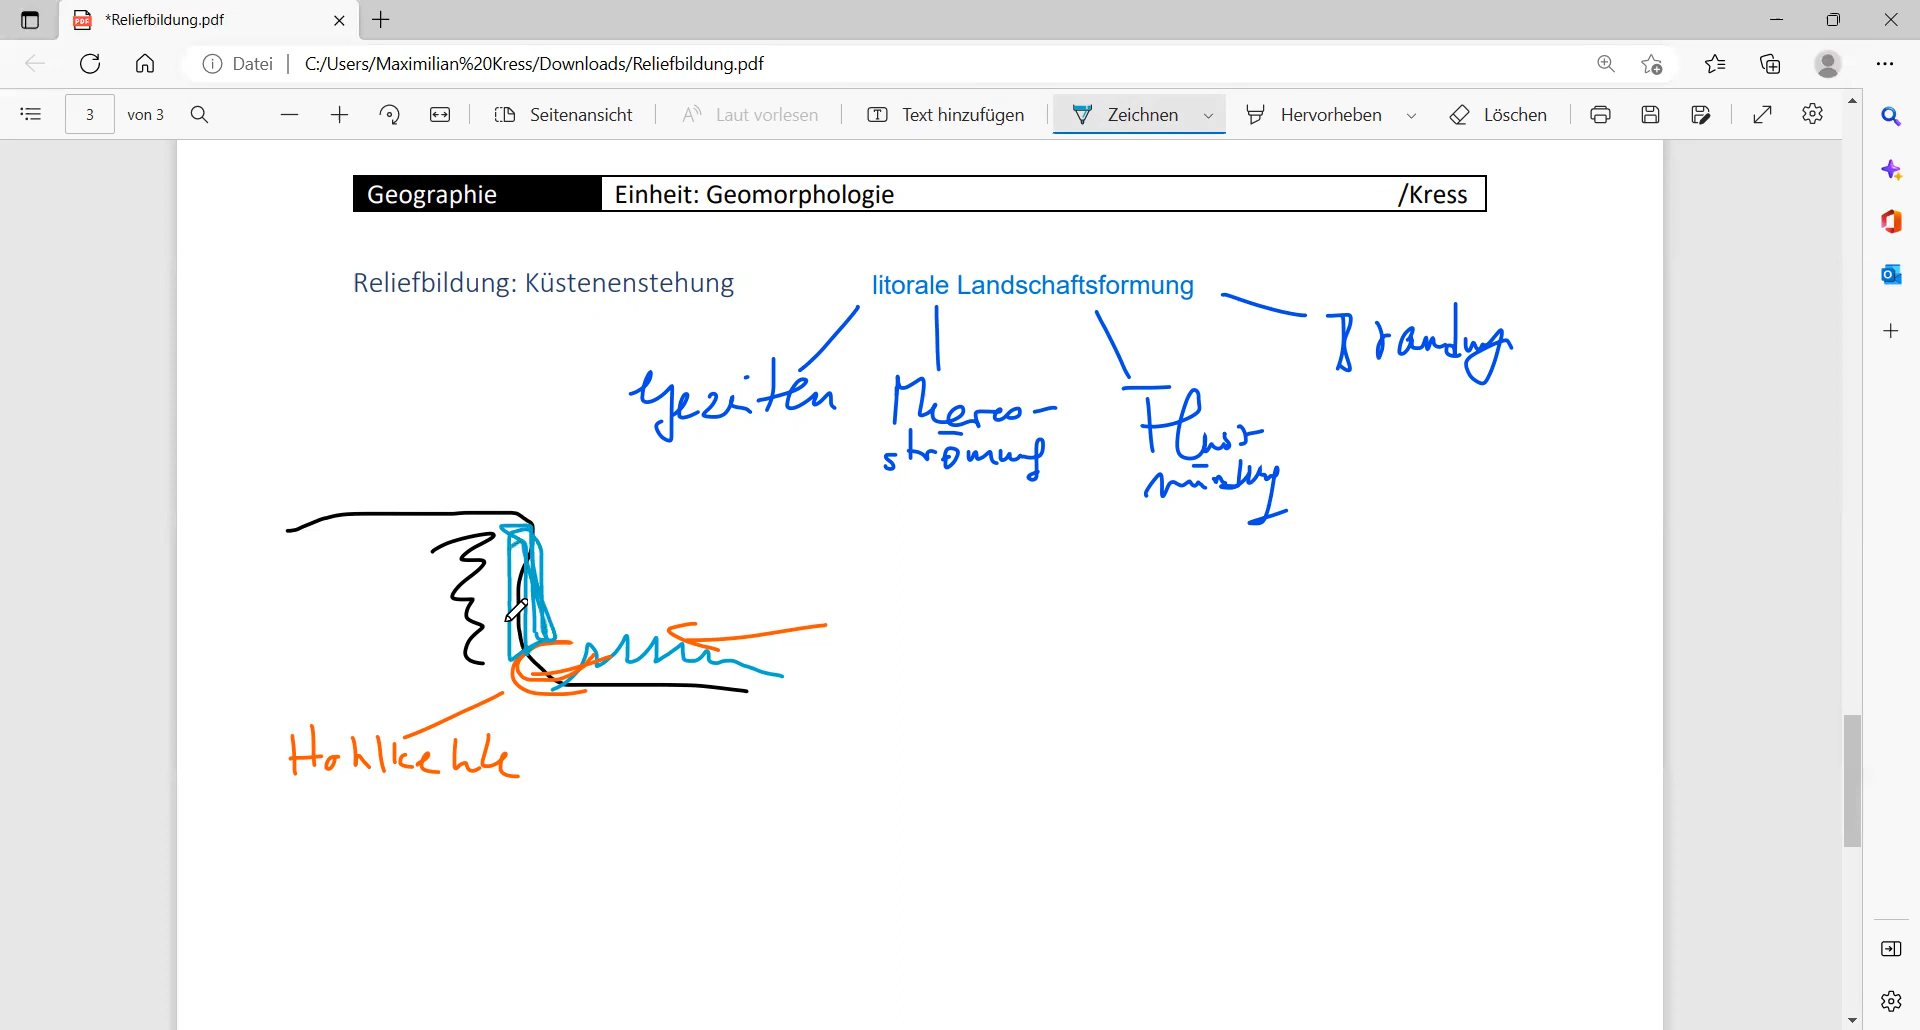 *Reliefbildung.pdf
Datei C:/Users/Maximilian%20Kress/Downloads/Reliefbildung.pdf
3 von 3 Seitenansicht Laut vorlesen Text hinzufügen Zeichnen Hervorheben Löschen
Geographie Einheit: Geomorphologie /Kress
Reliefbildung: Küstenenstehung litorale Landschaftsformung
Brandung
Gezeiten Meeres-
strömung
Fluss
mündung
Hohlkehle